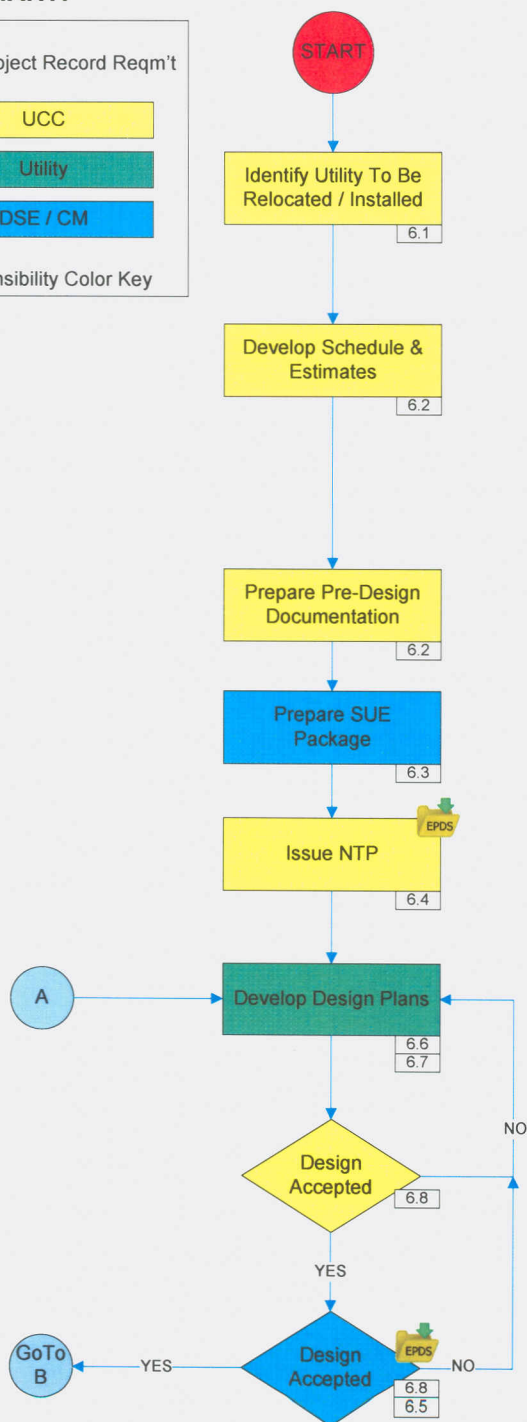 oject Record Reqm't
UCC
Utility
DSE / CM
nsibility Color Key
START
Identify Utility To Be
Relocated / Installed
6.1
Develop Schedule &
Estimates
6.2
Prepare Pre-Design
Documentation
6.2
Prepare SUE
Package
6.3
EPDS
Issue NTP
6.4
A
Develop Design Plans
6.6
6.7
NO
Design
Accepted
6.8
YES
GoTo
B
YES
Design
Accepted
EPDS
NO
6.8
6.5